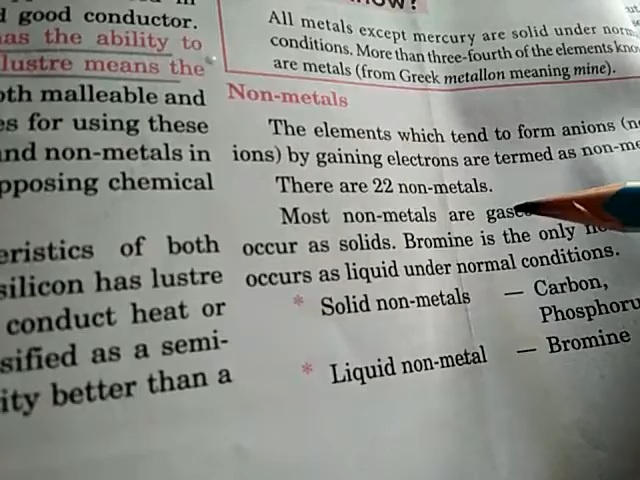 good conductor.
as the ability to
lustre means the
oth malleable and
es for using these
nd non-metals in
pposing chemical
eristics of both
silicon has lustre
conduct heat or
sified as a semi-
ity better than a
All metals except mercury are solid under norm
conditions. More than three-fourth of the elements kno
are metals (from Greek metallon meaning mine).
Non-metals
The elements which tend to form anions (n
ions) by gaining electrons are termed as non-me
There are 22 non-metals.
Most non-metals are gas
occur as solids. Bromine is the only
occurs as liquid under normal conditions.
* Solid non-metals — Carbon,
Phosphoru
* Liquid non-metal — Bromine